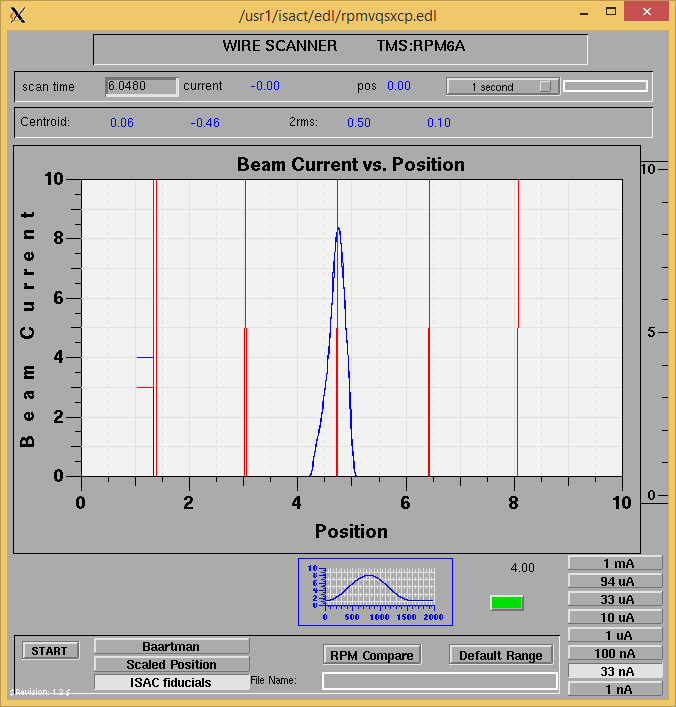 /usr1/isact/edl/rpmvqsxcp.edl
WIRE SCANNER TMS:RPM6A
scan time 6.0480 current -0.00 pos 0.00 1 second
Centroid: 0.06 -0.46 2rms: 0.50 0.10
Beam Current vs. Position
10
8
6
4
2
0
Beam Current
0 2 4 6 8 10
Position
10
5
0
10
8
6
4
2
0
0 500 1000 1500 2000
4.00
1 mA
94 uA
33 uA
10 uA
1 uA
100 nA
33 nA
1 nA
START
Baartman
Scaled Position
ISAC fiducials
RPM Compare
Default Range
File Name:
$Revision: 1.2 $